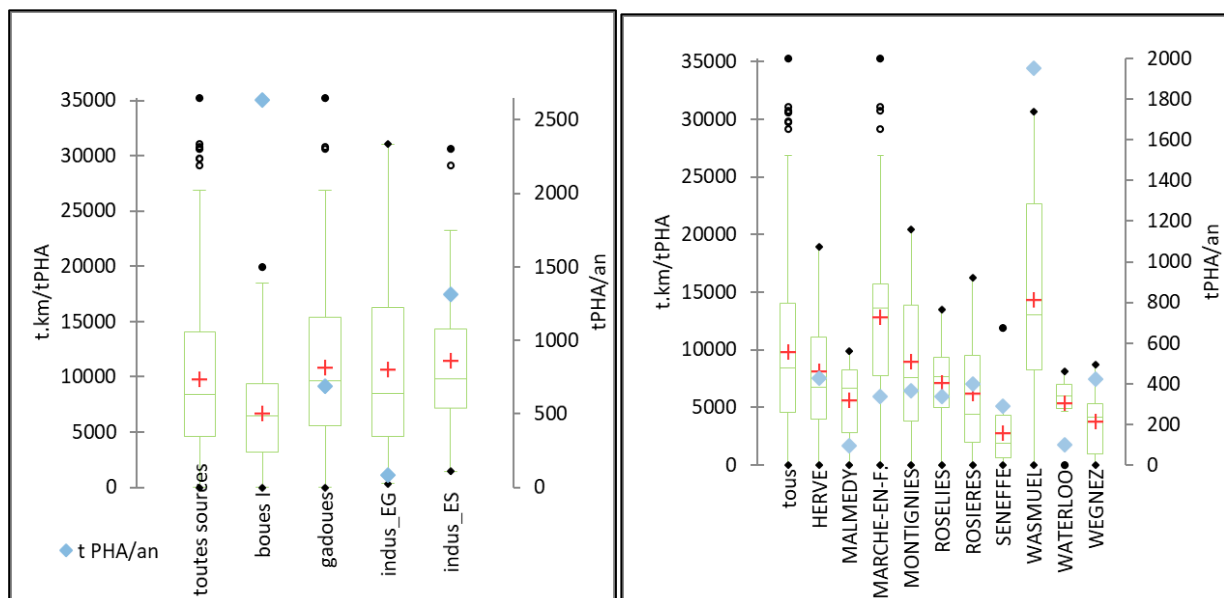 t.km/tPHA
35000
30000
25000
20000
15000
10000
5000
0
2500
2000
1500
1000
500
0
tPHA/an
toutes sources
boues I
gadoues
indus_EG
indus_ES
t PHA/an
t.km/tPHA
35000
30000
25000
20000
15000
10000
5000
0
2000
1800
1600
1400
1200
1000
800
600
400
200
0
tPHA/an
tous
HERVE
MALMEDY
MARCHE-EN-F.
MONTIGNIES
ROSELIES
ROSIERES
SENEFFE
WASMUEL
WATERLOO
WEGNEZ